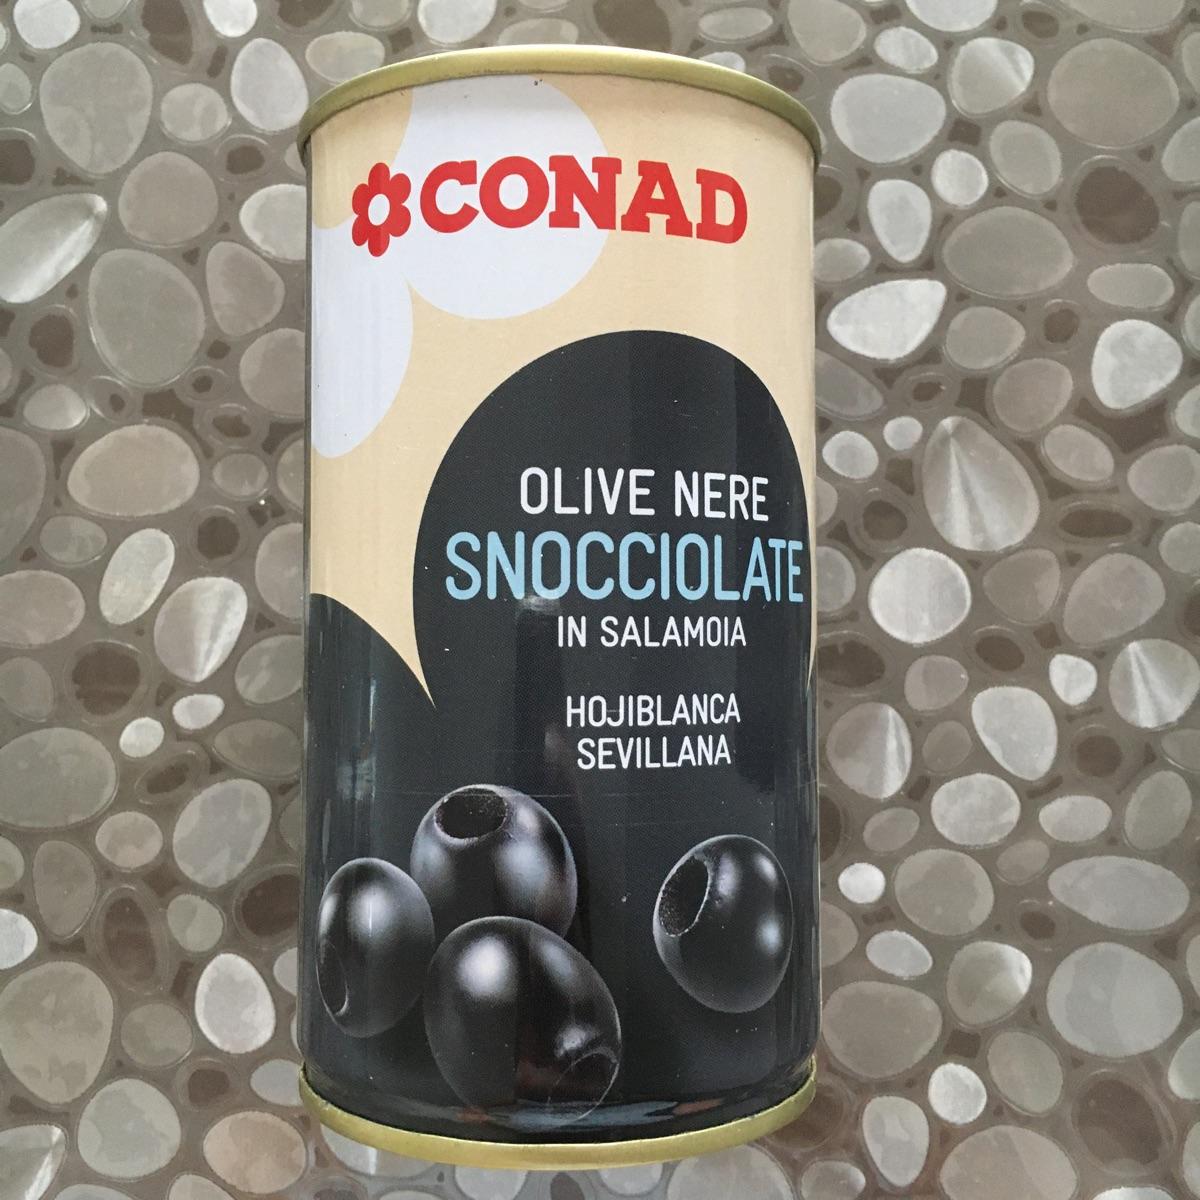 CONAD
OLIVE NERE
SNOCCIOLATE
IN SALAMOIA
HOJIBLANCA
SEVILLANA